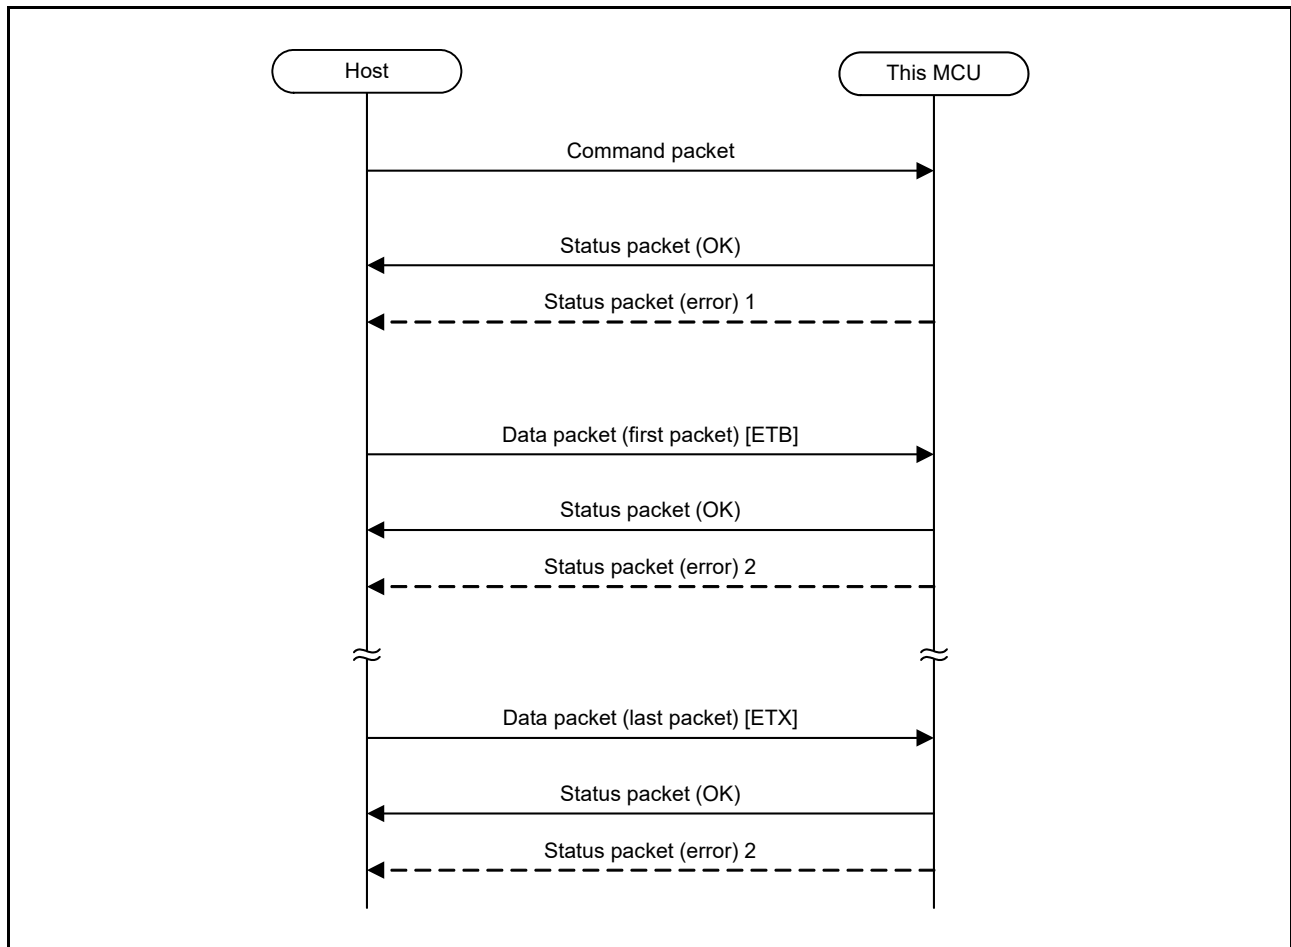 Host
This MCU
Command packet
Status packet (OK)
Status packet (error) 1
Data packet (first packet) [ETB]
Status packet (OK)
Status packet (error) 2
Data packet (last packet) [ETX]
Status packet (OK)
Status packet (error) 2